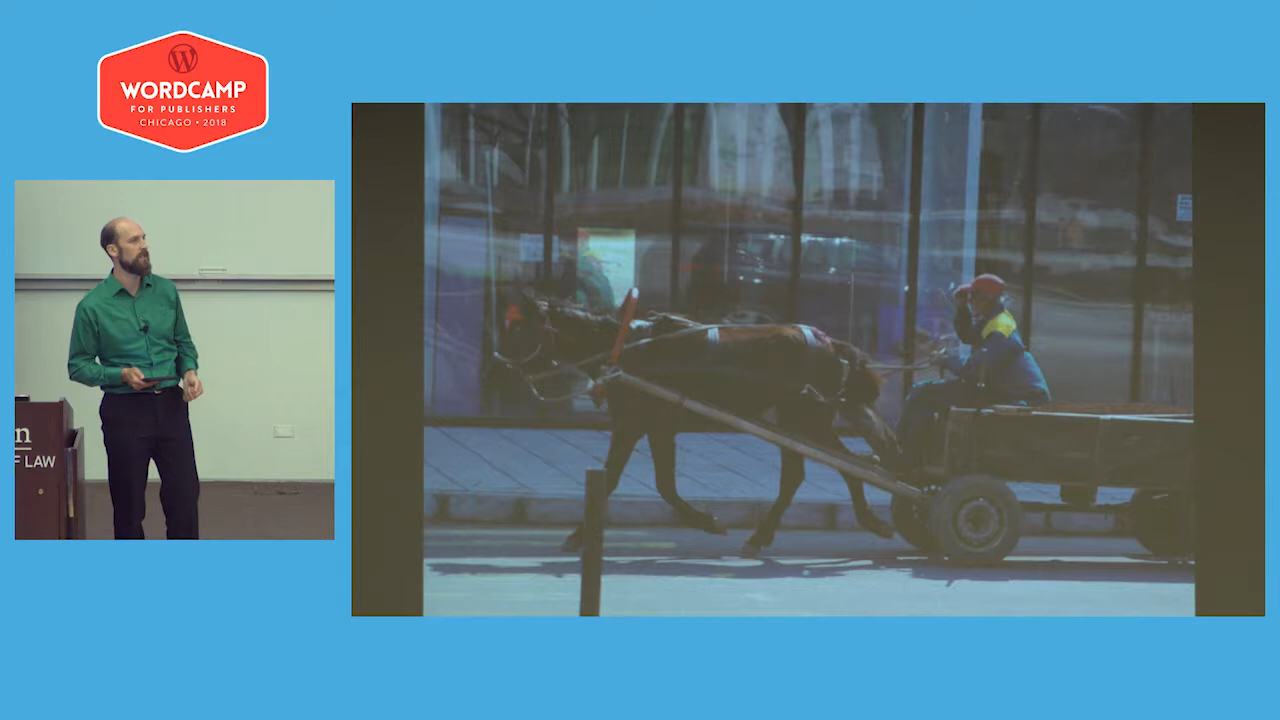 WORDCAMP
FOR PUBLISHERS
CHICAGO • 2018
n
F LAW